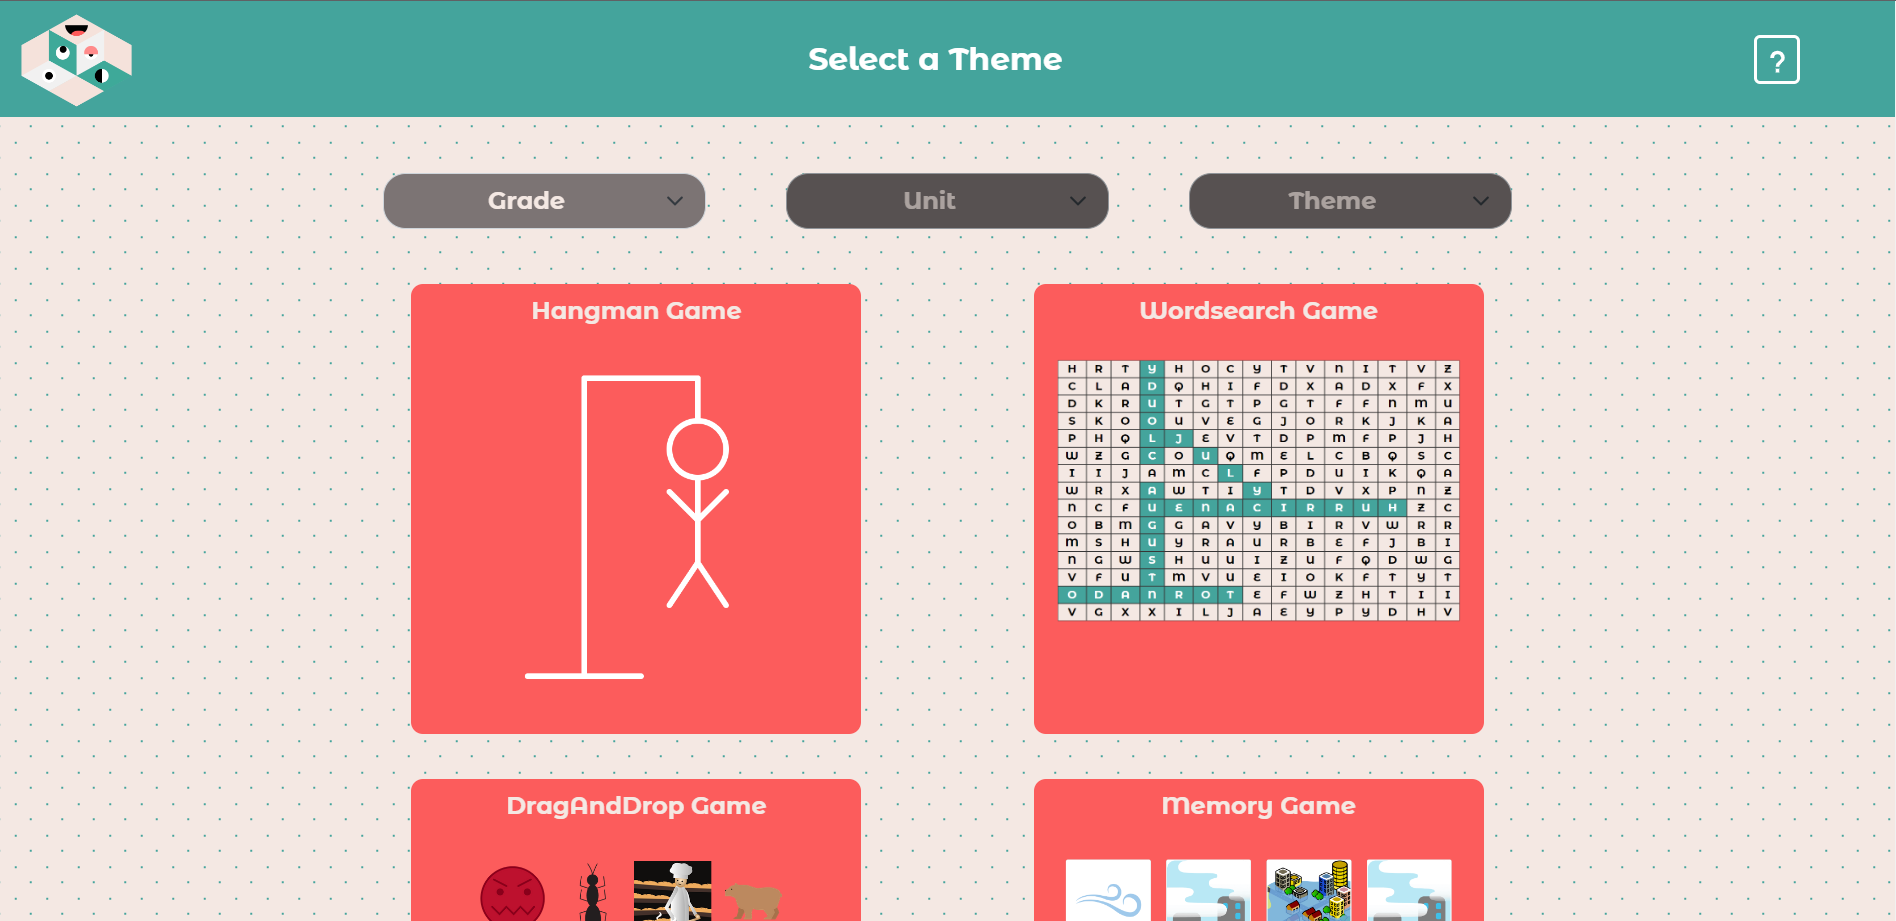 Select a Theme
?
Grade
Unit
Theme
Hangman Game
Wordsearch Game
H R T Y H O C Y T V N I T V Z
C L A D Q H I F D X A D X F X
D K R U T G T P G T F F N M U
S K O O U V E G J O R K J K A
P H Q L J E V T D P M F P J H
W Z G C O U Q M E L C B Q S C
I I J A M C L F P D U I K Q A
W R X A W T I Y T D V X P N Z
N C F U E N A C I R R U H Z C
O B M G G A V Y B I R V W R R
M S H U Y R A U R B E F J B I
N G W S H U U I Z U F Q D W G
V F U T M V U E I O K F T Y T
O D A N R O T E F W Z H T I I
V G X X I L J A E Y P Y D H V
DragAndDrop Game
Memory Game